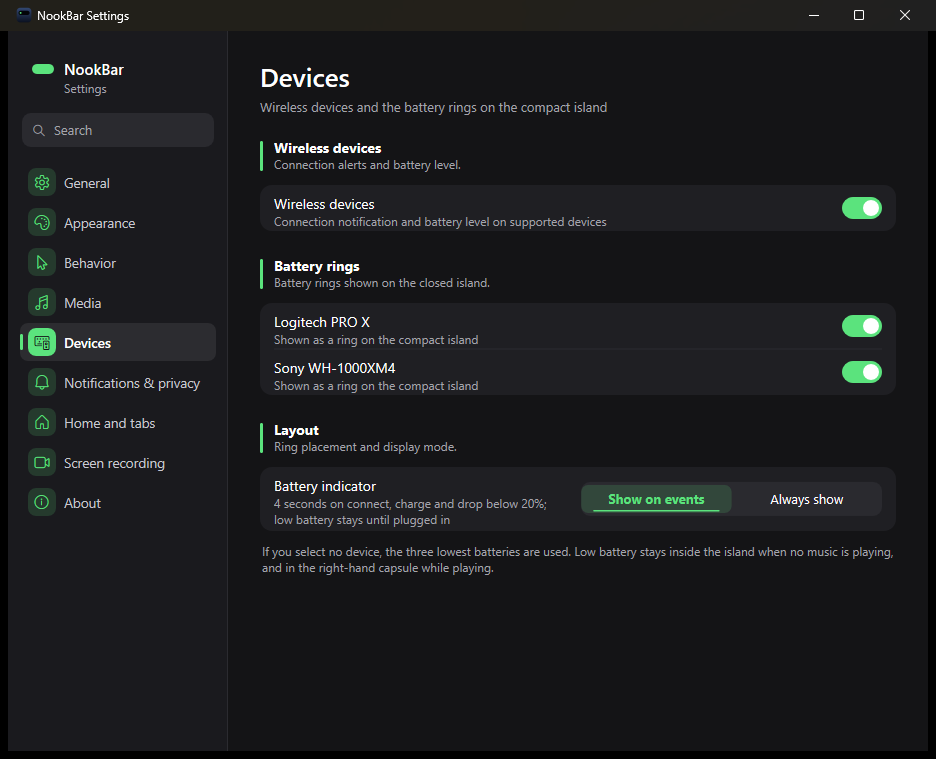 NookBar Settings
NookBar
Settings
Search
General
Appearance
Behavior
Media
Devices
Notifications & privacy
Home and tabs
Screen recording
About
Devices
Wireless devices and the battery rings on the compact island
Wireless devices
Connection alerts and battery level.
Wireless devices
Connection notification and battery level on supported devices
Battery rings
Battery rings shown on the closed island.
Logitech PRO X
Shown as a ring on the compact island
Sony WH-1000XM4
Shown as a ring on the compact island
Layout
Ring placement and display mode.
Battery indicator
4 seconds on connect, charge and drop below 20%;
low battery stays until plugged in
Show on events
Always show
If you select no device, the three lowest batteries are used. Low battery stays inside the island when no music is playing,
and in the right-hand capsule while playing.